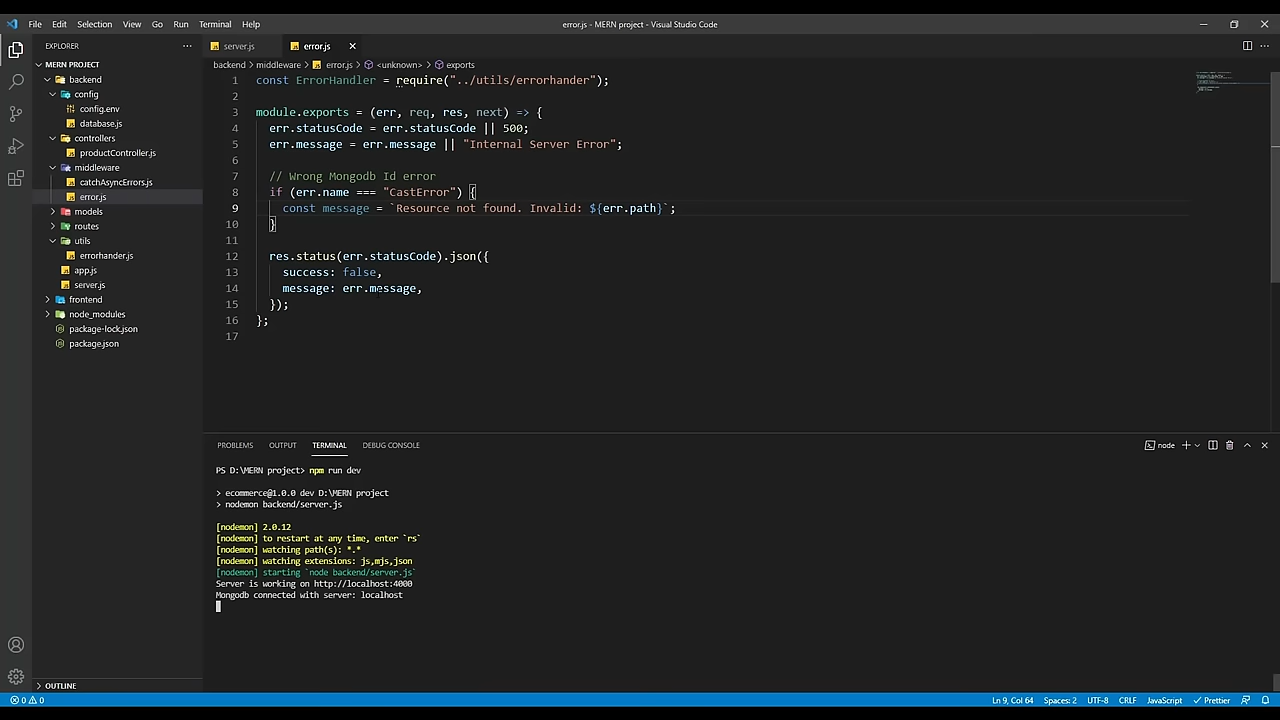 File Edit Selection View Go Run Terminal Help
error.js - MERN project - Visual Studio Code
EXPLORER
MERN PROJECT
backend
config
config.env
database.js
controllers
productController.js
middleware
catchAsyncErrors.js
error.js
models
routes
utils
errorhander.js
app.js
server.js
frontend
node_modules
package-lock.json
package.json
OUTLINE
server.js
error.js
backend > middleware > error.js > <unknown> > exports
1 const ErrorHandler = require("../utils/errorhander");
2
3 module.exports = (err, req, res, next) => {
4 err.statusCode = err.statusCode || 500;
5 err.message = err.message || "Internal Server Error";
6
7 // Wrong Mongodb Id error
8 if (err.name === "CastError") {
9 const message = `Resource not found. Invalid: ${err.path}`;
10 }
11
12 res.status(err.statusCode).json({
13 success: false,
14 message: err.message,
15 });
16 };
17
PROBLEMS OUTPUT TERMINAL DEBUG CONSOLE
node
PS D:\MERN project> npm run dev
> ecommerce@1.0.0 dev D:\MERN project
> nodemon backend/server.js
[nodemon] 2.0.12
[nodemon] to restart at any time, enter `rs`
[nodemon] watching path(s): *.*
[nodemon] watching extensions: js,mjs,json
[nodemon] starting `node backend/server.js`
Server is working on http://localhost:4000
Mongodb connected with server: localhost
0 0
Ln 9, Col 64 Spaces: 2 UTF-8 CRLF JavaScript Prettier